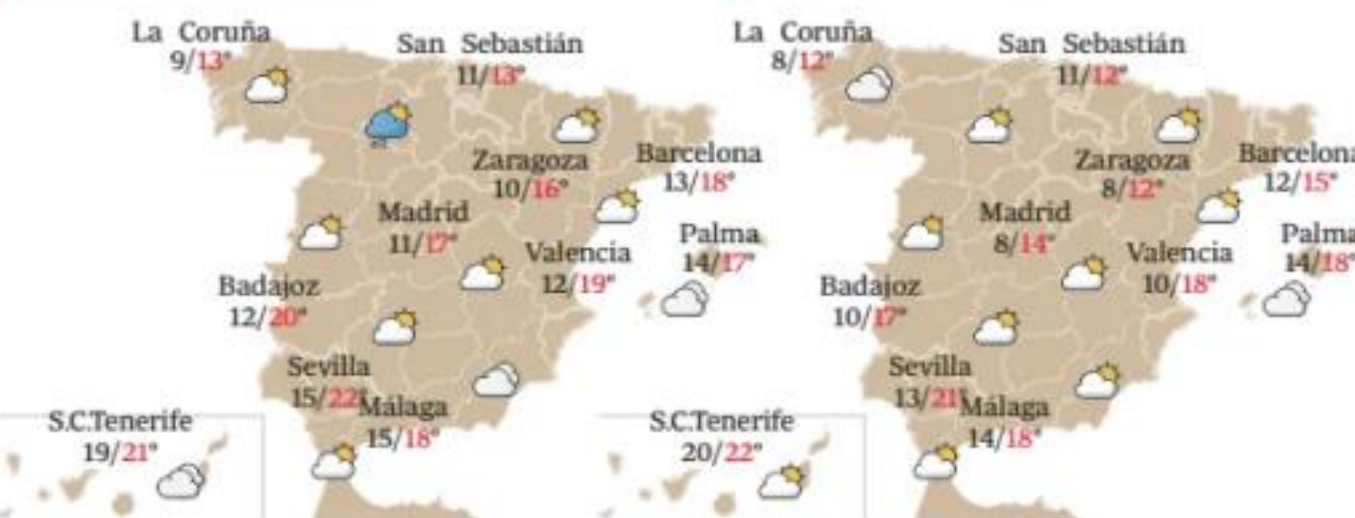 La Coruña
9/13°
San Sebastián
11/13°
Zaragoza
10/16°
Barcelona
13/18°
Madrid
11/17°
Valencia
12/19°
Palma
14/17°
Badajoz
12/20°
Sevilla
15/22°
Málaga
15/18°
S.C.Tenerife
19/21°
La Coruña
8/12°
San Sebastián
11/12°
Zaragoza
8/12°
Barcelona
12/15°
Madrid
8/14°
Valencia
10/18°
Palma
14/18°
Badajoz
10/17°
Sevilla
13/21°
Málaga
14/18°
S.C.Tenerife
20/22°